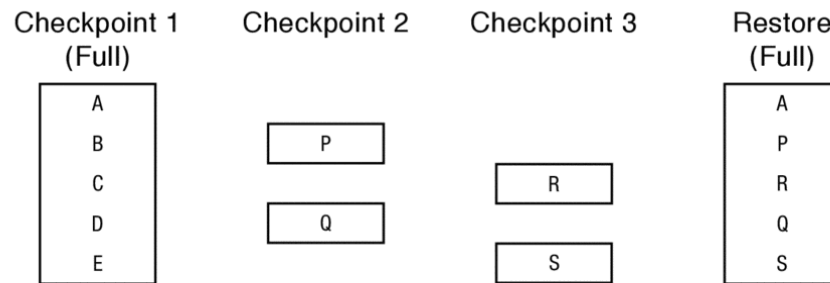 Checkpoint 1 Checkpoint 2 Checkpoint 3 Restore
(Full) (Full)
A A
B P P
C R R
D Q Q
E S S